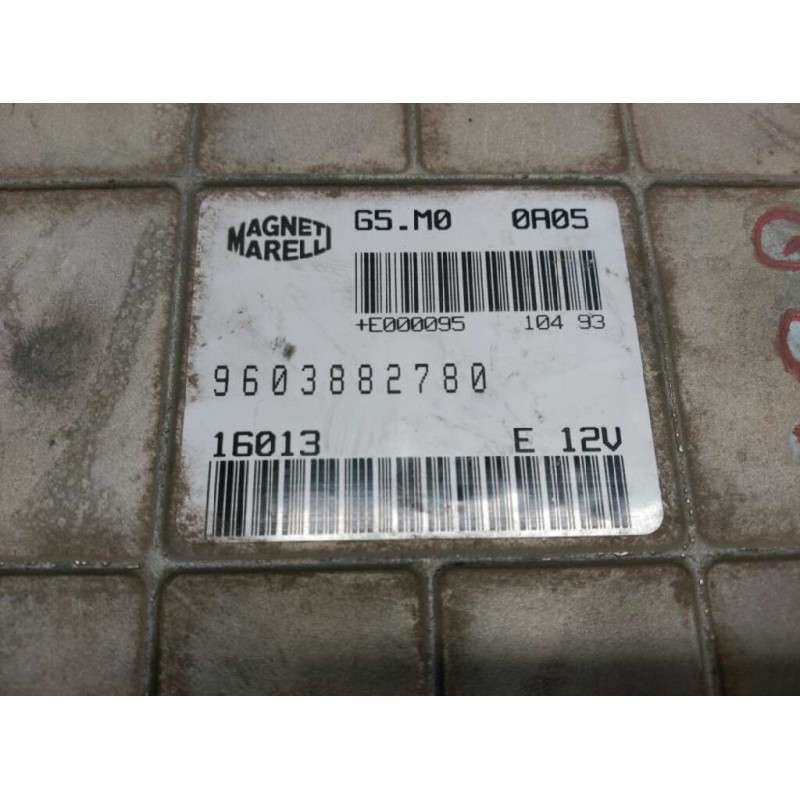 MAGNETI
MARELLI
G5.M0 0A05
+E000095 104 93
9603882780
16013 E 12V